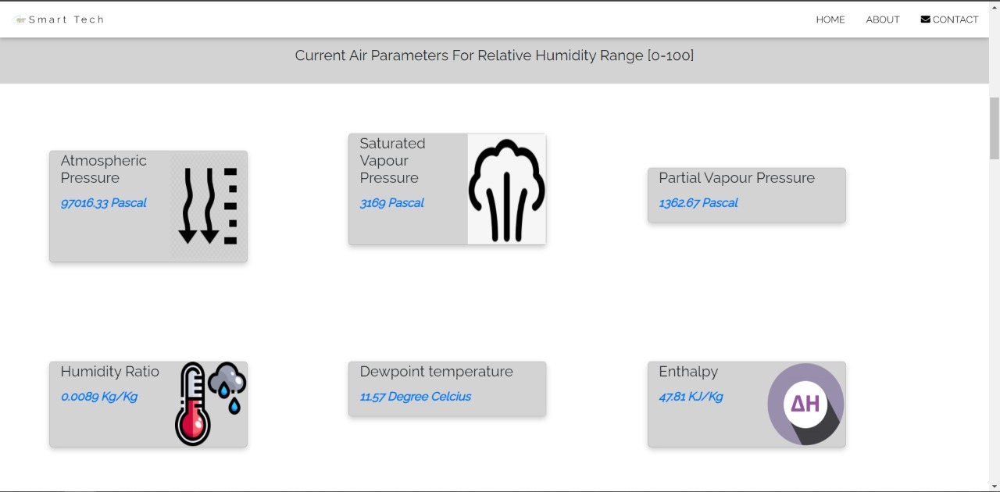 Smart Tech
HOME ABOUT CONTACT
Current Air Parameters For Relative Humidity Range [0-100]
Atmospheric
Pressure
97016.33 Pascal
Saturated
Vapour
Pressure
3169 Pascal
Partial Vapour Pressure
1362.67 Pascal
Humidity Ratio
0.0089 Kg/Kg
Dewpoint temperature
11.57 Degree Celcius
Enthalpy
47.81 KJ/Kg
ΔH